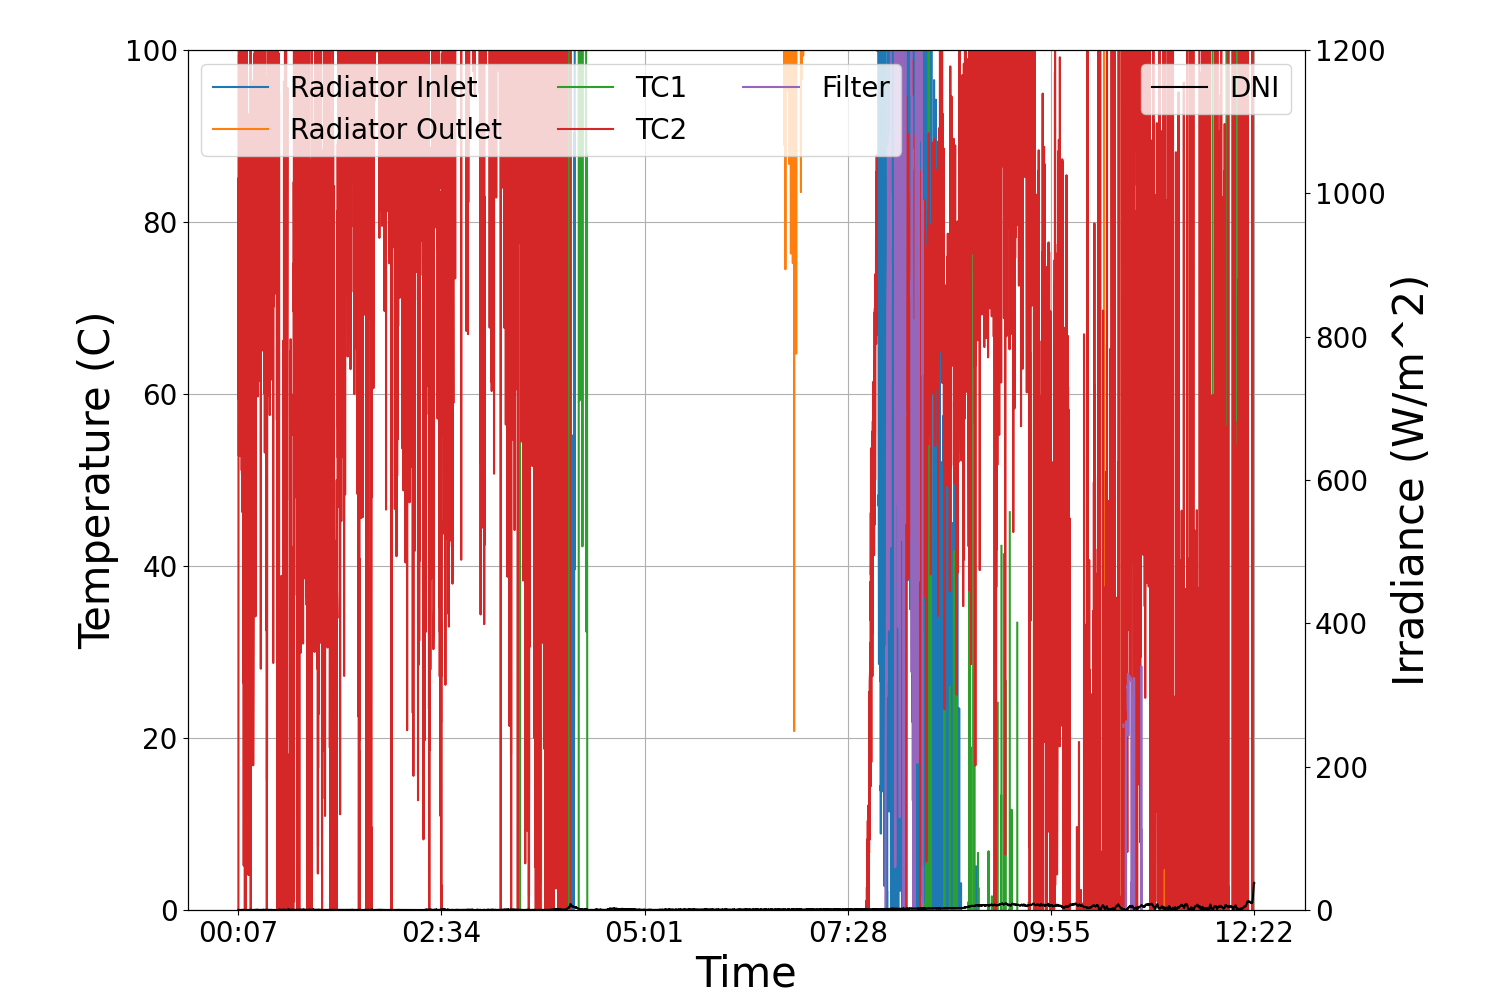 100
80
60
40
20
0
Temperature (C)
Radiator Inlet
Radiator Outlet
TC1
TC2
Filter
DNI
1200
1000
800
600
400
200
0
Irradiance (W/m^2)
00:07 02:34 05:01 07:28 09:55 12:22
Time